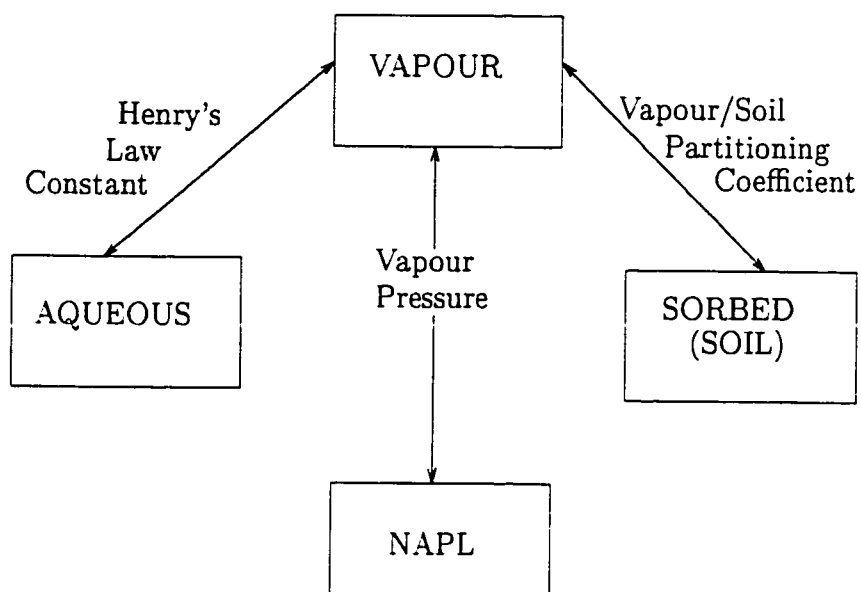 VAPOUR
Henry's
Law
Constant
Vapour/Soil
Partitioning
Coefficient
Vapour
Pressure
AQUEOUS
SORBED
(SOIL)
NAPL